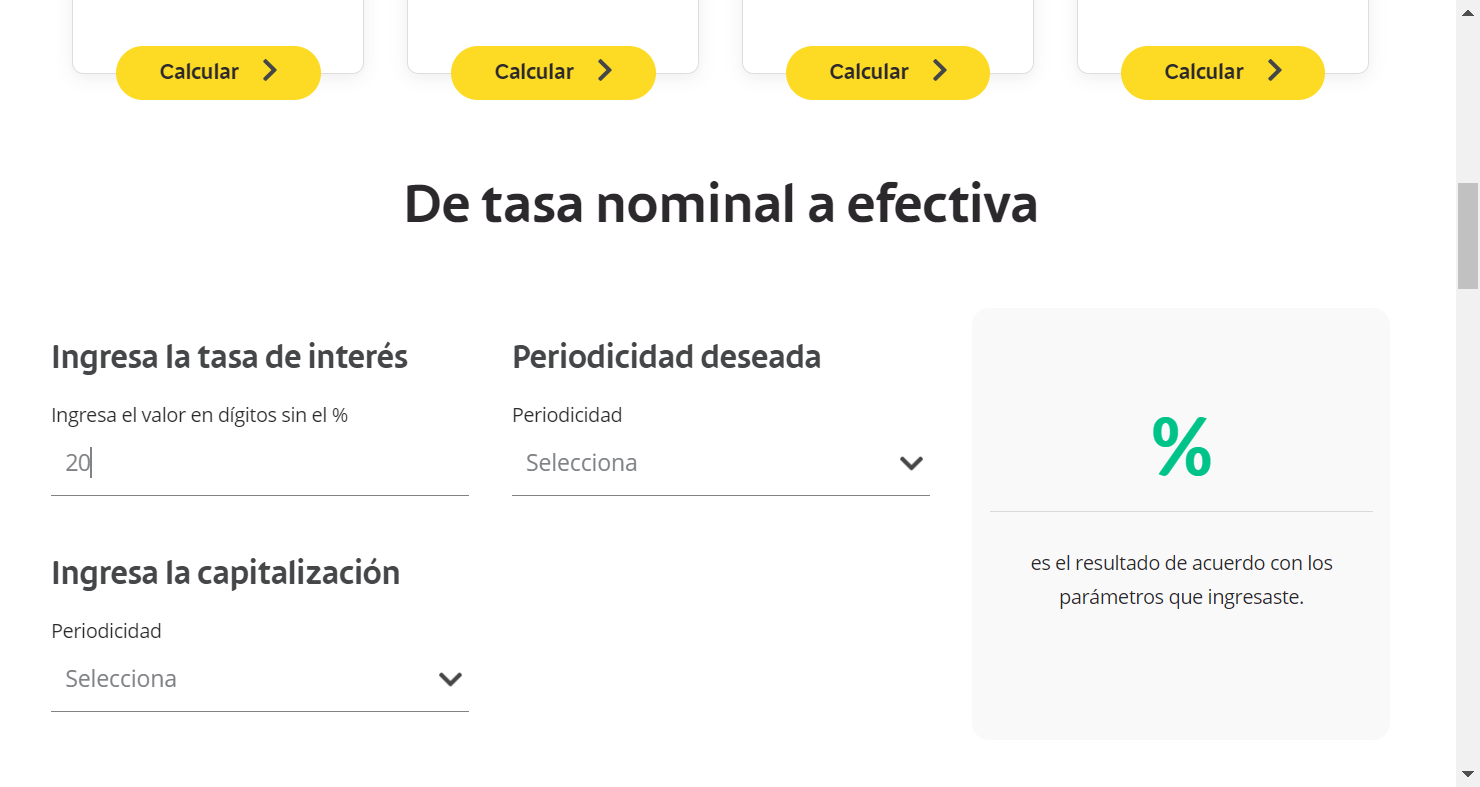 Calcular
Calcular
Calcular
Calcular
De tasa nominal a efectiva
Ingresa la tasa de interés
Ingresa el valor en dígitos sin el %
20
Periodicidad deseada
Periodicidad
Selecciona
Ingresa la capitalización
Periodicidad
Selecciona
%
es el resultado de acuerdo con los
parámetros que ingresaste.